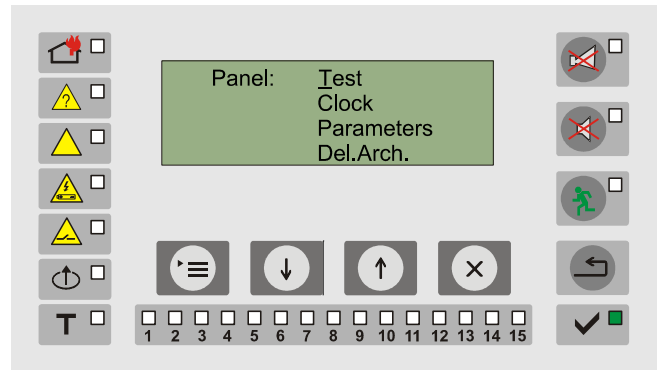 Panel: Test
Clock
Parameters
Del.Arch.
?
T
1 2 3 4 5 6 7 8 9 10 11 12 13 14 15